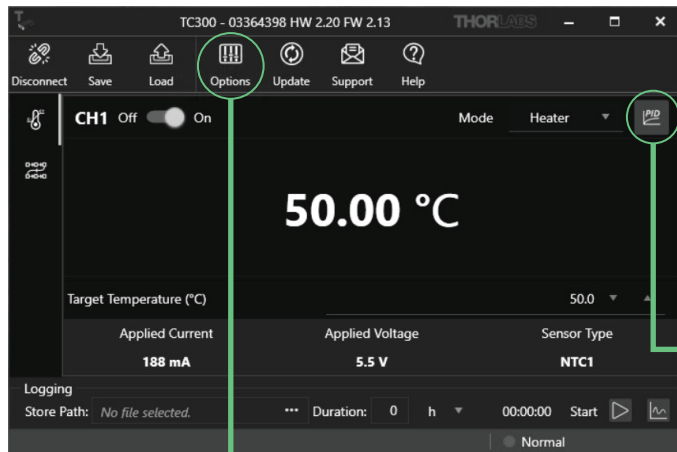 TC300 - 03364398 HW 2.20 FW 2.13 THORLABS
Disconnect Save Load Options Update Support Help
CH1 Off On Mode Heater PID
50.00 °C
Target Temperature (°C) 50.0
Applied Current Applied Voltage Sensor Type
188 mA 5.5 V NTC1
Logging
Store Path: No file selected. ••• Duration: 0 h 00:00:00 Start
Normal